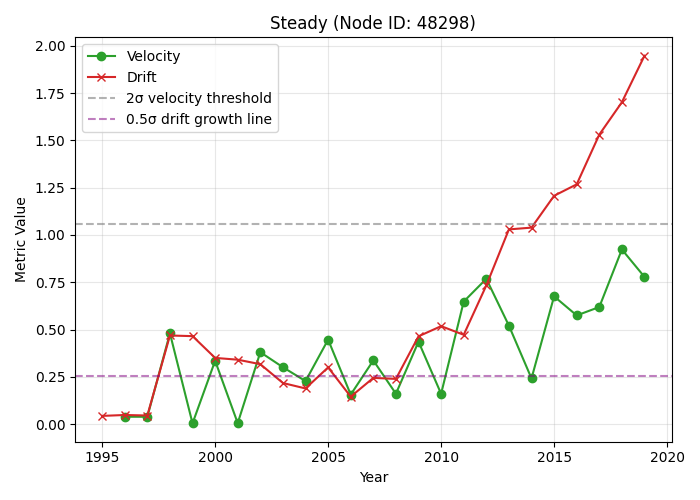 Steady (Node ID: 48298)
Velocity
Drift
2σ velocity threshold
0.5σ drift growth line
Metric Value
2.00
1.75
1.50
1.25
1.00
0.75
0.50
0.25
0.00
1995 2000 2005 2010 2015 2020
Year